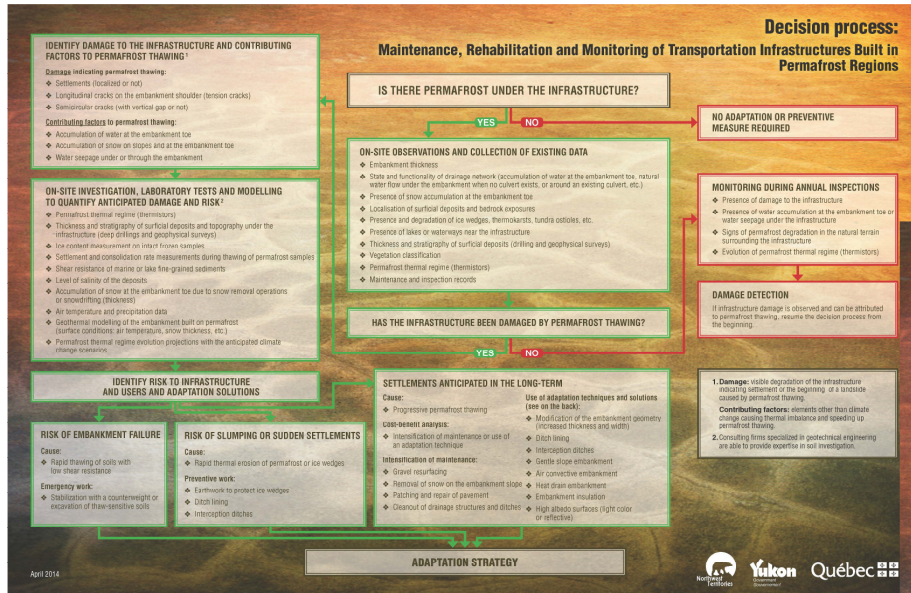 Decision process:
Maintenance, Rehabilitation and Monitoring of Transportation Infrastructures Built in
Permafrost Regions
IS THERE PERMAFROST UNDER THE INFRASTRUCTURE?
YES
NO
NO ADAPTATION OR PREVENTIVE
MEASURE REQUIRED
ON-SITE OBSERVATIONS AND COLLECTION OF EXISTING DATA
❖ Embankment thickness
❖ State and functionality of drainage network (accumulation of water at the embankment toe, natural
water flow under the embankment when no culvert exists, or around an existing culvert, etc.)
❖ Presence of snow accumulation at the embankment toe
❖ Localisation of surficial deposits and bedrock exposures
❖ Presence and degradation of ice wedges, thermokarsts, tundra ostioles, etc.
❖ Presence of lakes or waterways near the infrastructure
❖ Thickness and stratigraphy of surficial deposits (drilling and geophysical surveys)
❖ Vegetation classification
❖ Permafrost thermal regime (thermistors)
❖ Maintenance and inspection records
HAS THE INFRASTRUCTURE BEEN DAMAGED BY PERMAFROST THAWING?
YES
NO
MONITORING DURING ANNUAL INSPECTIONS
❖ Presence of damage to the infrastructure
❖ Presence of water accumulation at the embankment toe or
water seepage under the infrastructure
❖ Signs of permafrost degradation in the natural terrain
surrounding the infrastructure
❖ Evolution of permafrost thermal regime (thermistors)
DAMAGE DETECTION
If infrastructure damage is observed and can be attributed
to permafrost thawing, resume the decision process from
the beginning.
IDENTIFY DAMAGE TO THE INFRASTRUCTURE AND CONTRIBUTING
FACTORS TO PERMAFROST THAWING¹
Damage indicating permafrost thawing:
❖ Settlements (localized or not)
❖ Longitudinal cracks on the embankment shoulder (tension cracks)
❖ Semicircular cracks (with vertical gap or not)
Contributing factors to permafrost thawing:
❖ Accumulation of water at the embankment toe
❖ Accumulation of snow on slopes and at the embankment toe
❖ Water seepage under or through the embankment
ON-SITE INVESTIGATION, LABORATORY TESTS AND MODELLING
TO QUANTIFY ANTICIPATED DAMAGE AND RISK²
❖ Permafrost thermal regime (thermistors)
❖ Thickness and stratigraphy of surficial deposits and topography under the
infrastructure (deep drillings and geophysical surveys)
❖ Ice content measurement on intact frozen samples
❖ Settlement and consolidation rate measurements during thawing of permafrost samples
❖ Shear resistance of marine or lake fine-grained sediments
❖ Level of salinity of the deposits
❖ Accumulation of snow at the embankment toe due to snow removal operations
or snowdrifting (thickness)
❖ Air temperature and precipitation data
❖ Geothermal modelling of the embankment built on permafrost
(surface conditions: air temperature, snow thickness, etc.)
❖ Permafrost thermal regime evolution projections with the anticipated climate
change scenarios
IDENTIFY RISK TO INFRASTRUCTURE
AND USERS AND ADAPTATION SOLUTIONS
RISK OF EMBANKMENT FAILURE
Cause:
❖ Rapid thawing of soils with
low shear resistance
Emergency work:
❖ Stabilization with a counterweight or
excavation of thaw-sensitive soils
RISK OF SLUMPING OR SUDDEN SETTLEMENTS
Cause:
❖ Rapid thermal erosion of permafrost or ice wedges
Preventive work:
❖ Earthwork to protect ice wedges
❖ Ditch lining
❖ Interception ditches
SETTLEMENTS ANTICIPATED IN THE LONG-TERM
Cause:
❖ Progressive permafrost thawing
Cost-benefit analysis:
❖ Intensification of maintenance or use of
an adaptation technique
Intensification of maintenance:
❖ Gravel resurfacing
❖ Removal of snow on the embankment slope
❖ Patching and repair of pavement
❖ Cleanout of drainage structures and ditches
Use of adaptation techniques and solutions
(see on the back):
❖ Modification of the embankment geometry
(increased thickness and width)
❖ Ditch lining
❖ Interception ditches
❖ Gentle slope embankment
❖ Air convective embankment
❖ Heat drain embankment
❖ Embankment insulation
❖ High albedo surfaces (light color
or reflective)
1. Damage: visible degradation of the infrastructure
indicating settlement or the beginning of a landslide
caused by permafrost thawing.
Contributing factors: elements other than climate
change causing thermal imbalance and speeding up
permafrost thawing.
2. Consulting firms specialized in geotechnical engineering
are able to provide expertise in soil investigation.
ADAPTATION STRATEGY
April 2014
Northwest
Territories
Yukon
Government
Gouvernement
Québec